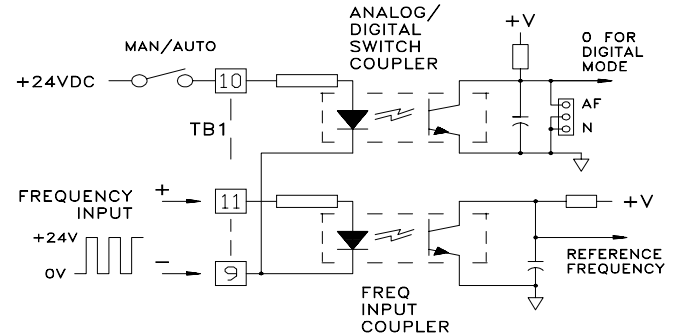 ANALOG/
DIGITAL
SWITCH
COUPLER
+V
0 FOR
DIGITAL
MODE
MAN/AUTO
+24VDC
10
AF
N
TB1
FREQUENCY
INPUT
+
11
+V
+24V
0V
−
9
REFERENCE
FREQUENCY
FREQ
INPUT
COUPLER